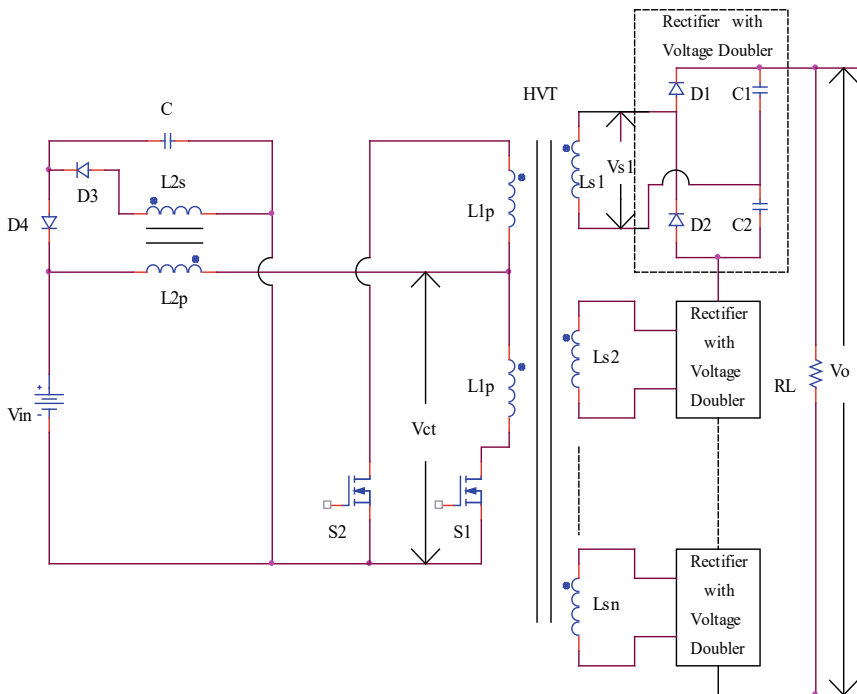 Rectifier with
Voltage Doubler
HVT
C
D1
C1
L2s
D3
Ls1
Vs1
L1p
D4
D2
C2
L2p
Rectifier
with
Voltage
Doubler
Ls2
L1p
RL
Vo
+
Vin
-
Vct
S2
S1
Rectifier
with
Voltage
Doubler
Lsn